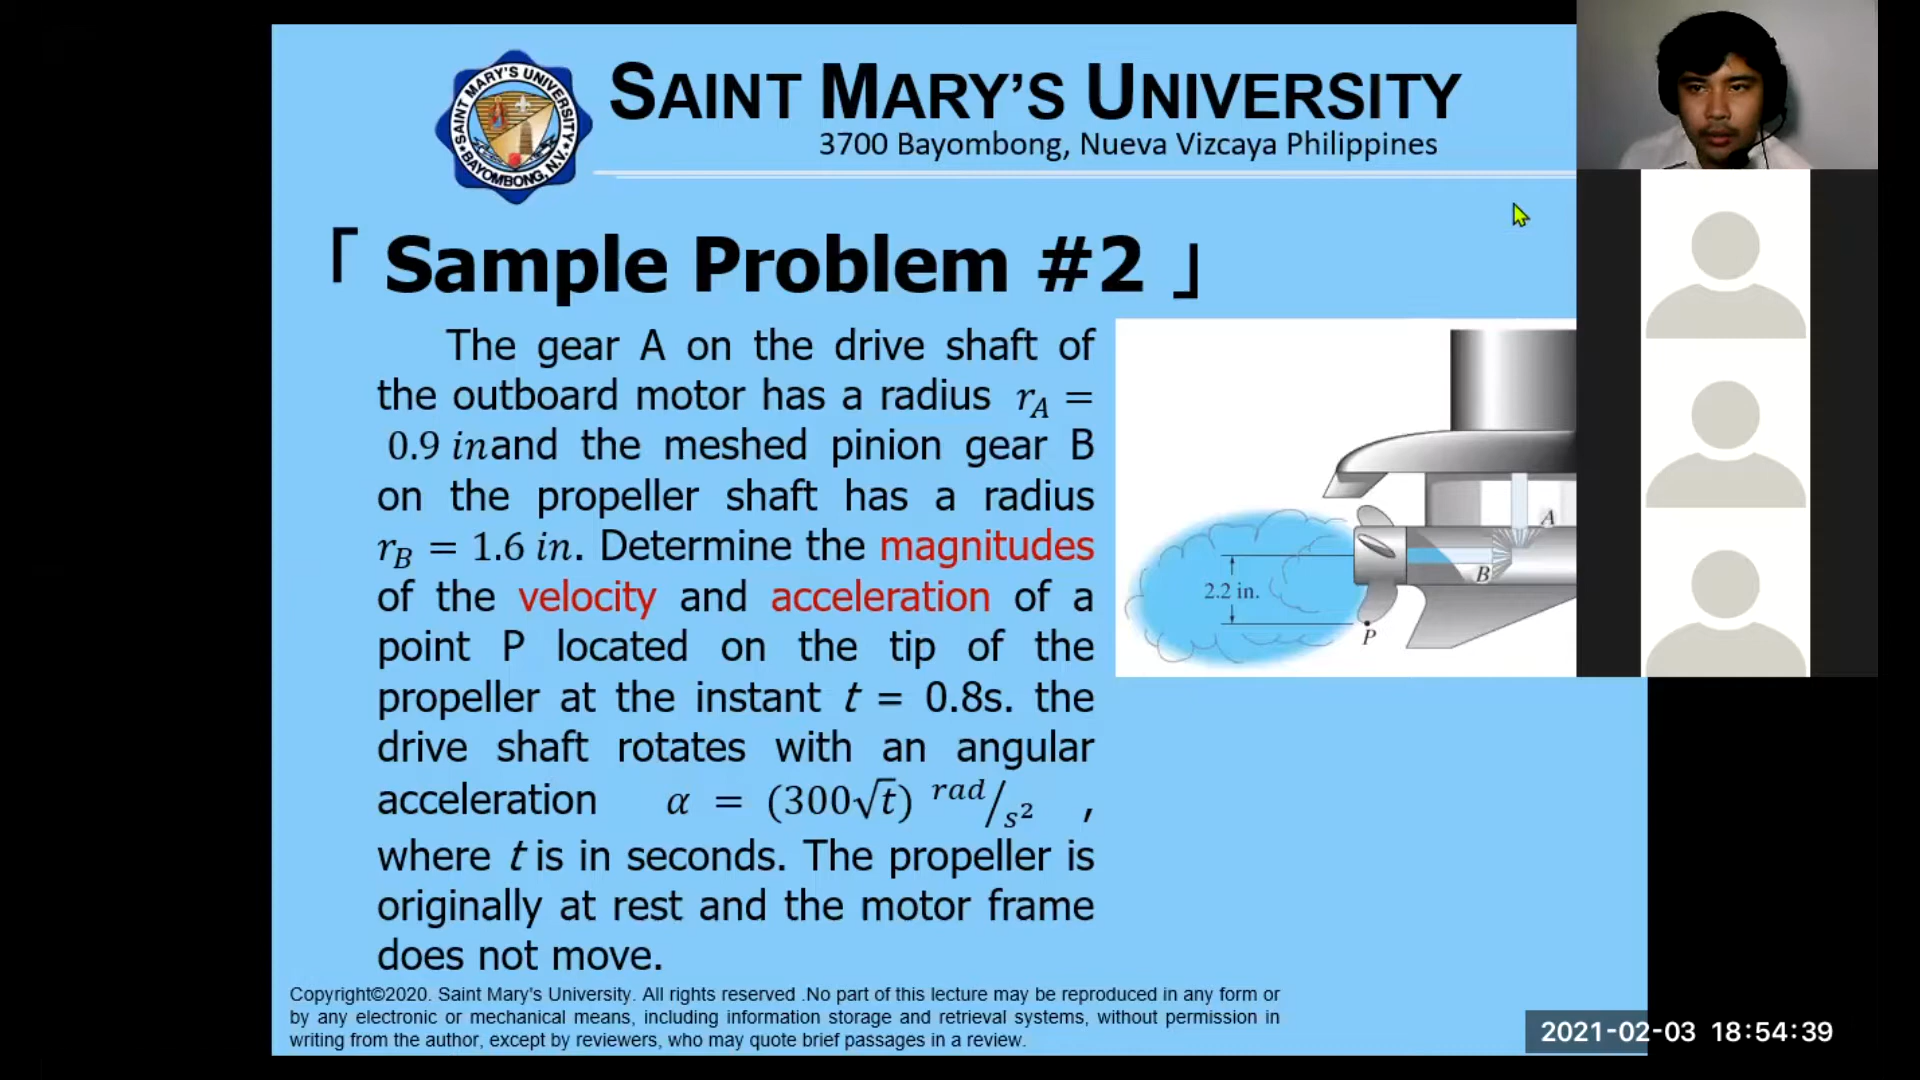 SAINT MARY'S UNIVERSITY
3700 Bayombong, Nueva Vizcaya Philippines
SAINT MARY'S UNIVERSITY
BAYOMBONG, N.V.
「 Sample Problem #2 」
The gear A on the drive shaft of
the outboard motor has a radius r_A =
0.9 inand the meshed pinion gear B
on the propeller shaft has a radius
r_B = 1.6 in. Determine the magnitudes
of the velocity and acceleration of a
point P located on the tip of the
propeller at the instant t = 0.8s. the
drive shaft rotates with an angular
acceleration α = (300√t) rad/s² ,
where t is in seconds. The propeller is
originally at rest and the motor frame
does not move.
A
B
2.2 in.
P
Copyright©2020. Saint Mary's University. All rights reserved .No part of this lecture may be reproduced in any form or
by any electronic or mechanical means, including information storage and retrieval systems, without permission in
writing from the author, except by reviewers, who may quote brief passages in a review.
2021-02-03 18:54:39